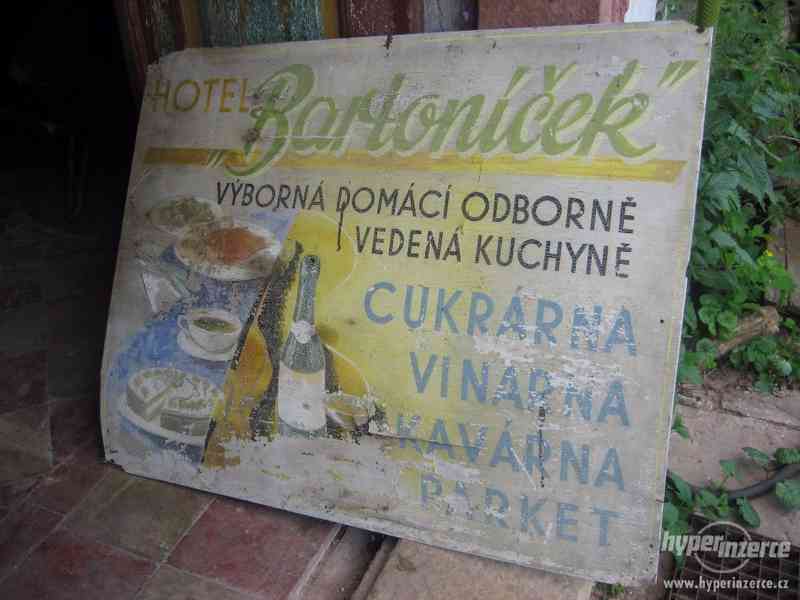 HOTEL „Bartoníček”
VÝBORNÁ DOMÁCÍ ODBORNĚ
VEDENÁ KUCHYNĚ
CUKRÁRNA
VINÁRNA
KAVÁRNA
PARKET
hyperinzerce
www.hyperinzerce.cz